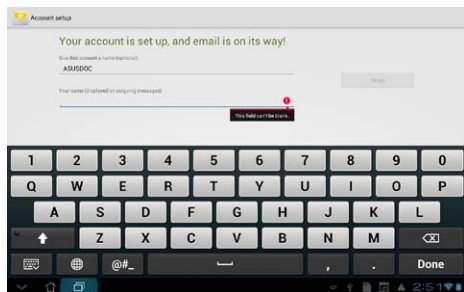 Account setup
Your account is set up, and email is on its way!
Give this account a name (optional)
ASUSDOC
Next
Your name (displayed on outgoing messages)
This field can't be blank.
1 2 3 4 5 6 7 8 9 0
Q W E R T Y U I O P
A S D F G H J K L
Z X C V B N M
@#_ , . Done
2:51